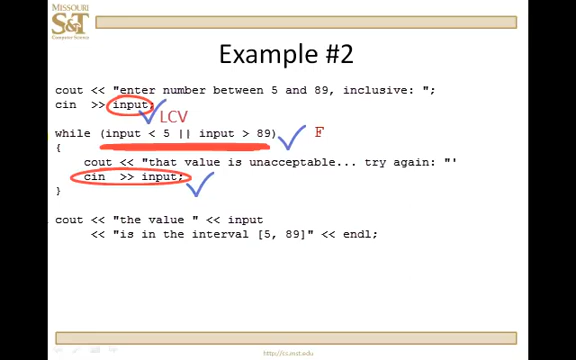 MISSOURI
S&T
Computer Science
Example #2
cout << "enter number between 5 and 89, inclusive: ";
cin  >> input;
LCV
while (input < 5 || input > 89)
F
{
    cout << "that value is unacceptable... try again: "'
    cin  >> input;
}
cout << "the value " << input
     << "is in the interval [5, 89]" << endl;
http://cs.mst.edu